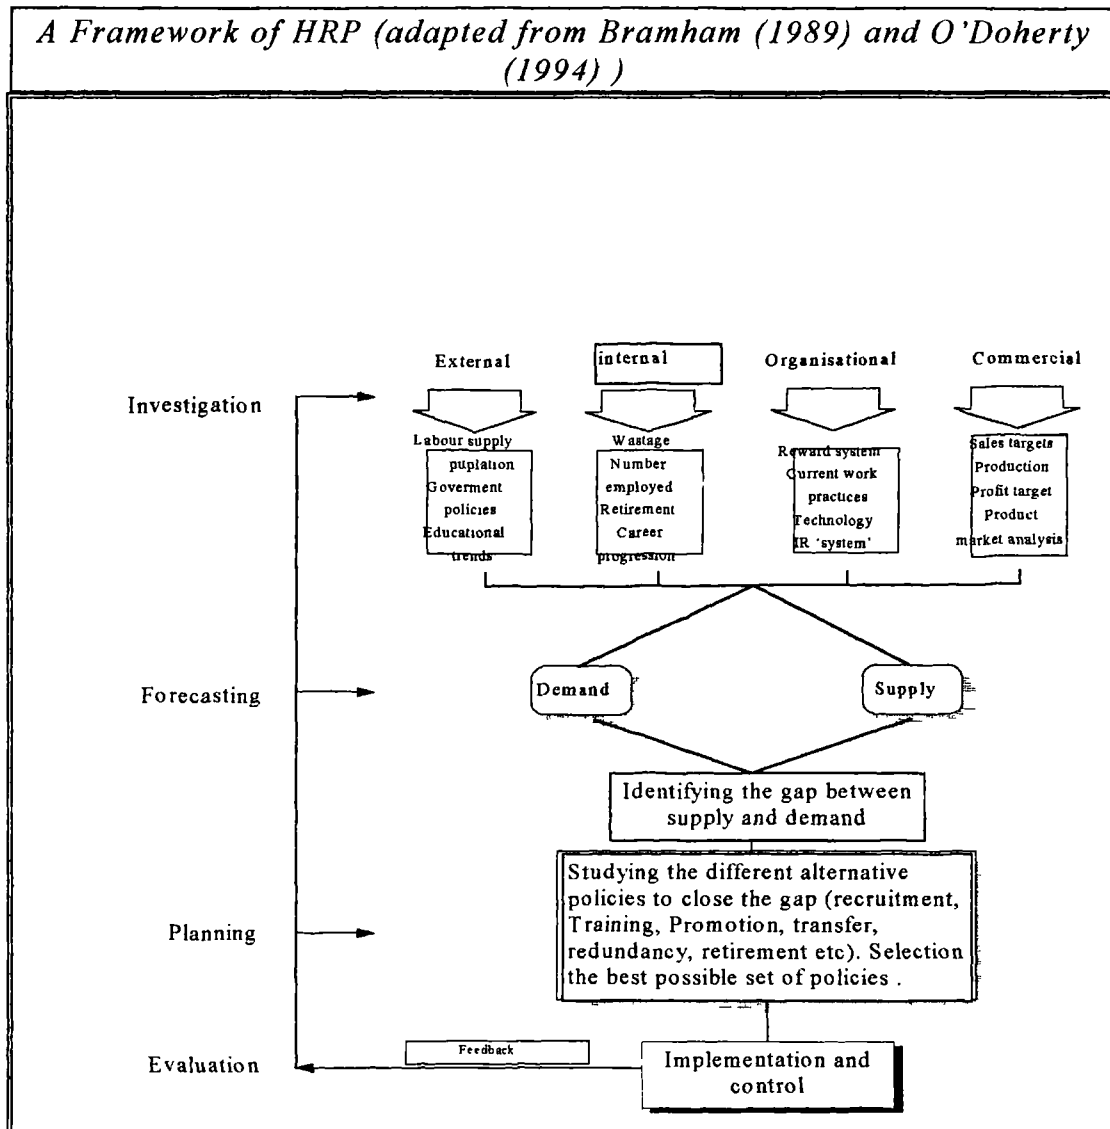 A Framework of HRP (adapted from Bramham (1989) and O'Doherty
(1994) )
External
internal
Organisational
Commercial
Investigation
Labour supply
puplation
Goverment
policies
Educational
trends
Wastage
Number
employed
Retirement
Career
progression
Reward system
Current work
practices
Technology
IR 'system'
Sales targets
Production
Profit target
Product
market analysis
Forecasting
Demand
Supply
Identifying the gap between
supply and demand
Planning
Studying the different alternative
policies to close the gap (recruitment,
Training, Promotion, transfer,
redundancy, retirement etc). Selection
the best possible set of policies .
Evaluation
Feedback
Implementation and
control